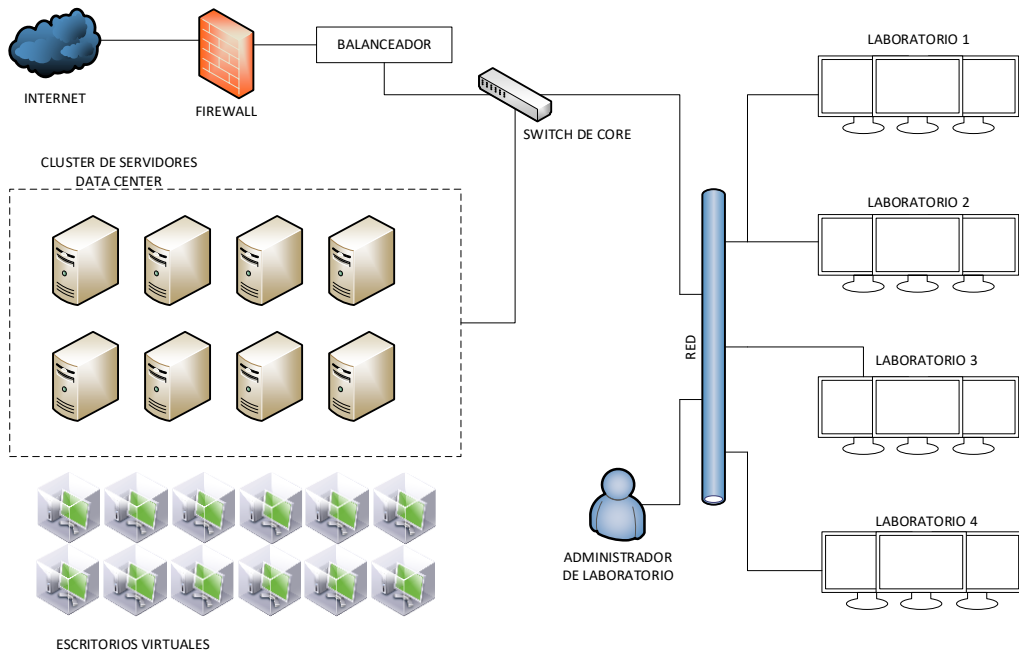 INTERNET
FIREWALL
BALANCEADOR
SWITCH DE CORE
CLUSTER DE SERVIDORES
DATA CENTER
ESCRITORIOS VIRTUALES
RED
ADMINISTRADOR
DE LABORATORIO
LABORATORIO 1
LABORATORIO 2
LABORATORIO 3
LABORATORIO 4